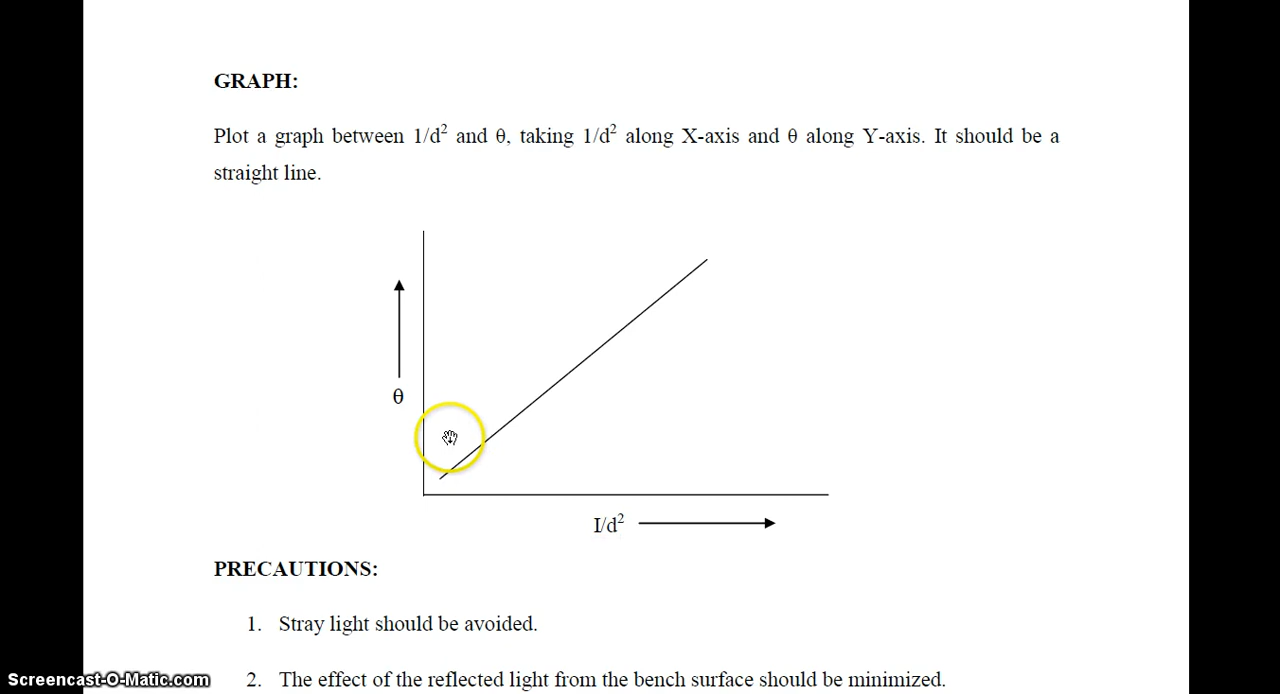 GRAPH:
Plot a graph between 1/d² and θ, taking 1/d² along X-axis and θ along Y-axis. It should be a
straight line.
θ
I/d²
PRECAUTIONS:
1. Stray light should be avoided.
2. The effect of the reflected light from the bench surface should be minimized.
Screencast-O-Matic.com